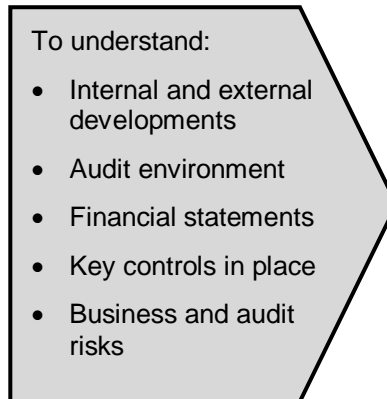 To understand:
• Internal and external
developments
• Audit environment
• Financial statements
• Key controls in place
• Business and audit
risks